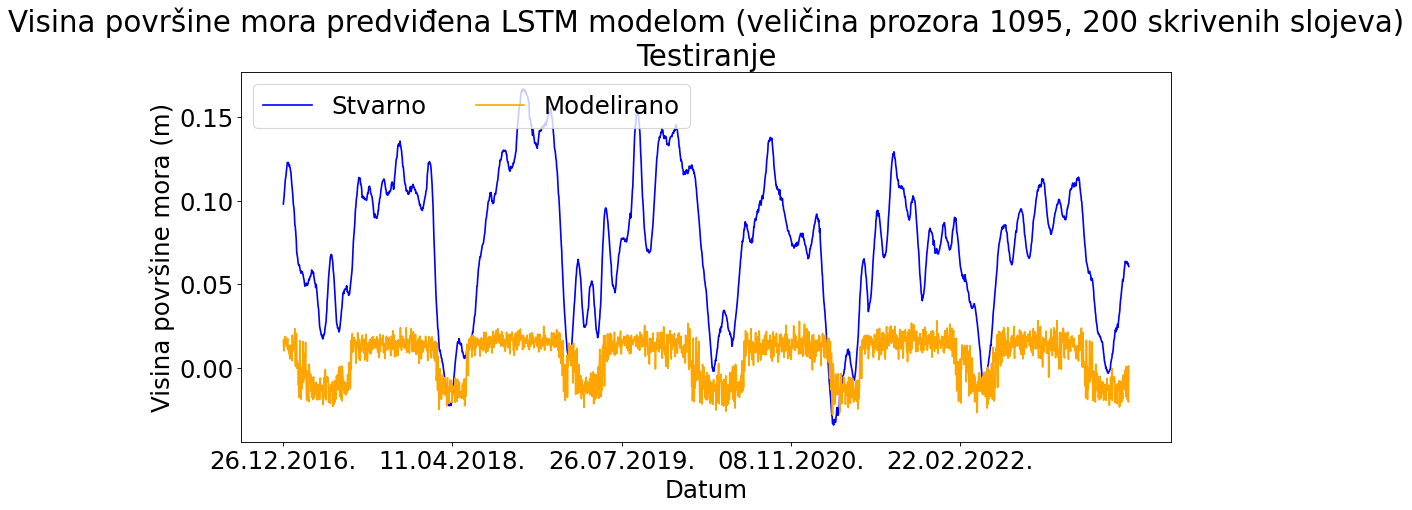 Visina površine mora predviđena LSTM modelom (veličina prozora 1095, 200 skrivenih slojeva)
Testiranje
Stvarno Modelirano
Visina površine mora (m)
0.15
0.10
0.05
0.00
26.12.2016. 11.04.2018. 26.07.2019. 08.11.2020. 22.02.2022.
Datum